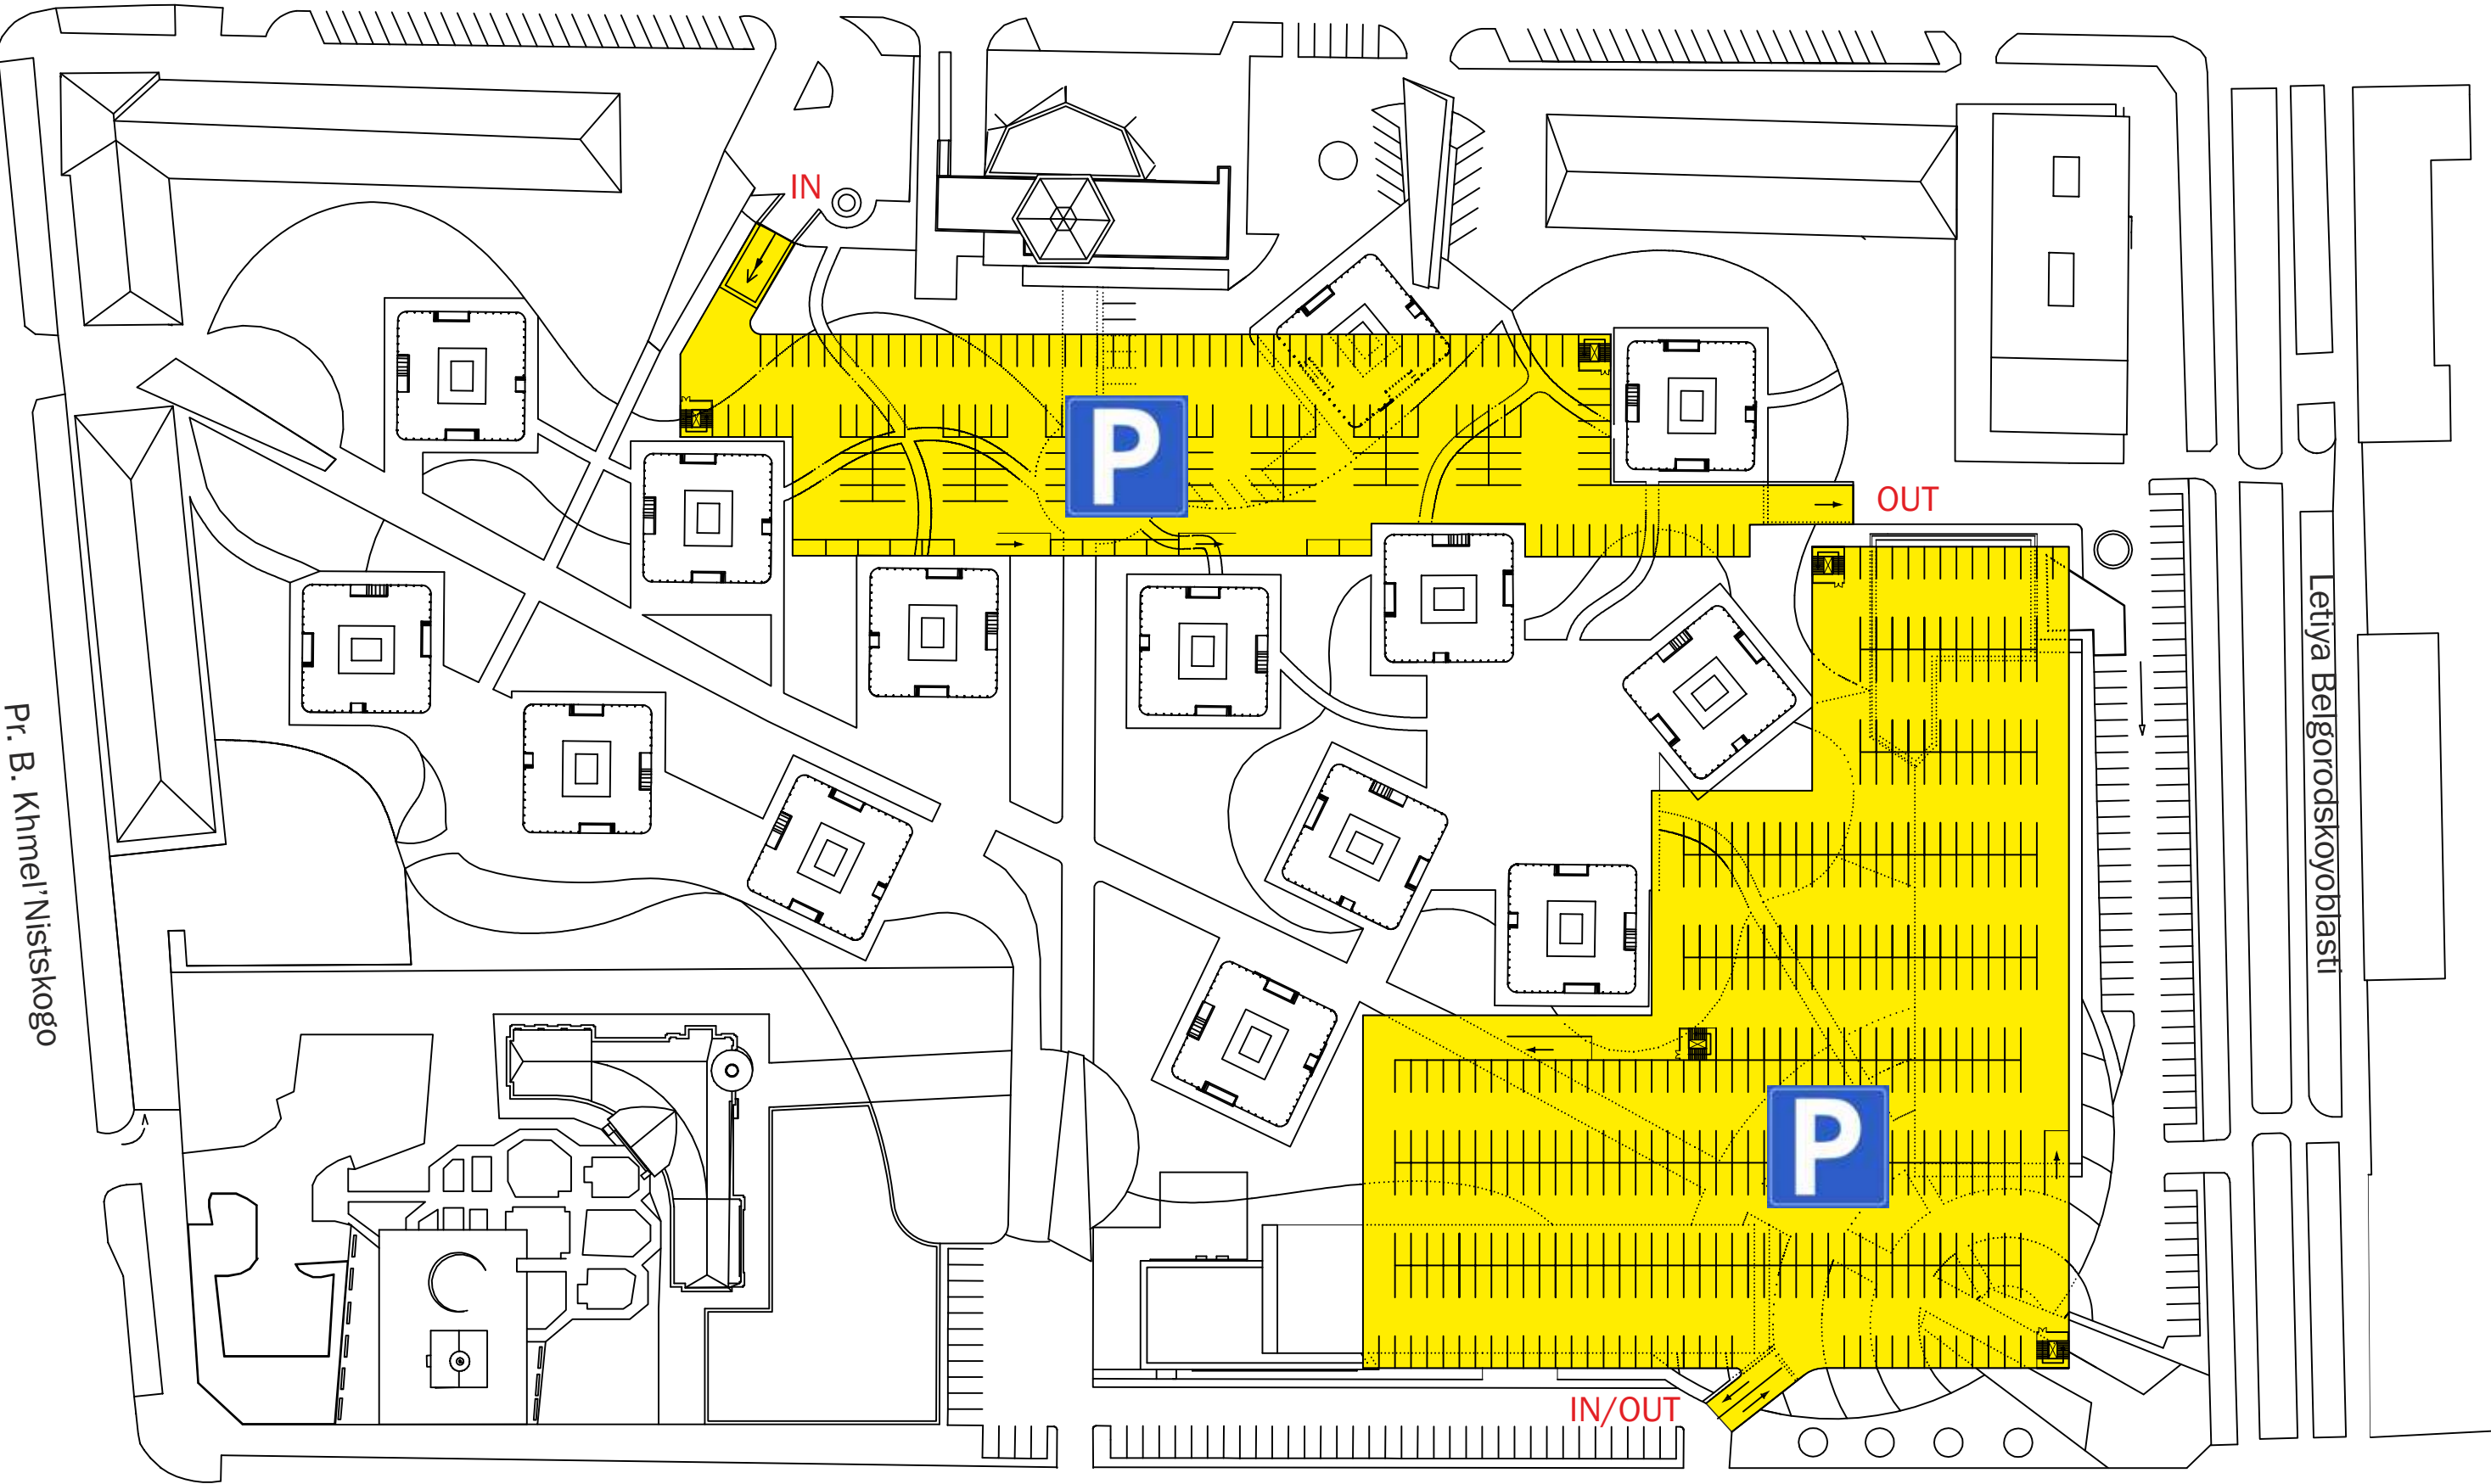 IN
P
OUT
Letiya Belgorodskoyoblasti
Pr. B. Khmel'Nistskogo
P
IN/OUT